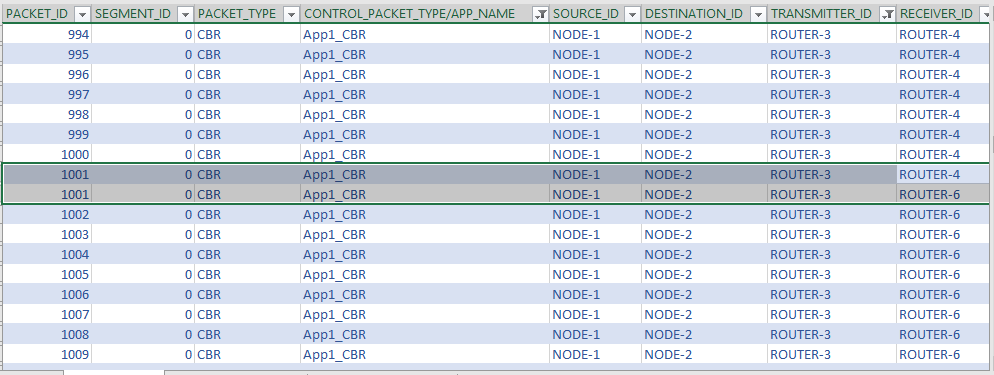 PACKET_ID SEGMENT_ID PACKET_TYPE CONTROL_PACKET_TYPE/APP_NAME SOURCE_ID DESTINATION_ID TRANSMITTER_ID RECEIVER_ID
994 0 CBR App1_CBR NODE-1 NODE-2 ROUTER-3 ROUTER-4
995 0 CBR App1_CBR NODE-1 NODE-2 ROUTER-3 ROUTER-4
996 0 CBR App1_CBR NODE-1 NODE-2 ROUTER-3 ROUTER-4
997 0 CBR App1_CBR NODE-1 NODE-2 ROUTER-3 ROUTER-4
998 0 CBR App1_CBR NODE-1 NODE-2 ROUTER-3 ROUTER-4
999 0 CBR App1_CBR NODE-1 NODE-2 ROUTER-3 ROUTER-4
1000 0 CBR App1_CBR NODE-1 NODE-2 ROUTER-3 ROUTER-4
1001 0 CBR App1_CBR NODE-1 NODE-2 ROUTER-3 ROUTER-4
1001 0 CBR App1_CBR NODE-1 NODE-2 ROUTER-3 ROUTER-6
1002 0 CBR App1_CBR NODE-1 NODE-2 ROUTER-3 ROUTER-6
1003 0 CBR App1_CBR NODE-1 NODE-2 ROUTER-3 ROUTER-6
1004 0 CBR App1_CBR NODE-1 NODE-2 ROUTER-3 ROUTER-6
1005 0 CBR App1_CBR NODE-1 NODE-2 ROUTER-3 ROUTER-6
1006 0 CBR App1_CBR NODE-1 NODE-2 ROUTER-3 ROUTER-6
1007 0 CBR App1_CBR NODE-1 NODE-2 ROUTER-3 ROUTER-6
1008 0 CBR App1_CBR NODE-1 NODE-2 ROUTER-3 ROUTER-6
1009 0 CBR App1_CBR NODE-1 NODE-2 ROUTER-3 ROUTER-6